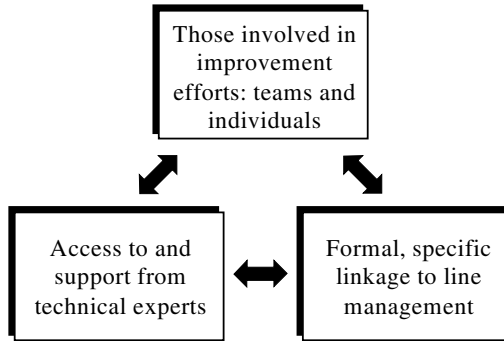 Those involved in
improvement
efforts: teams and
individuals
Access to and
support from
technical experts
Formal, specific
linkage to line
management